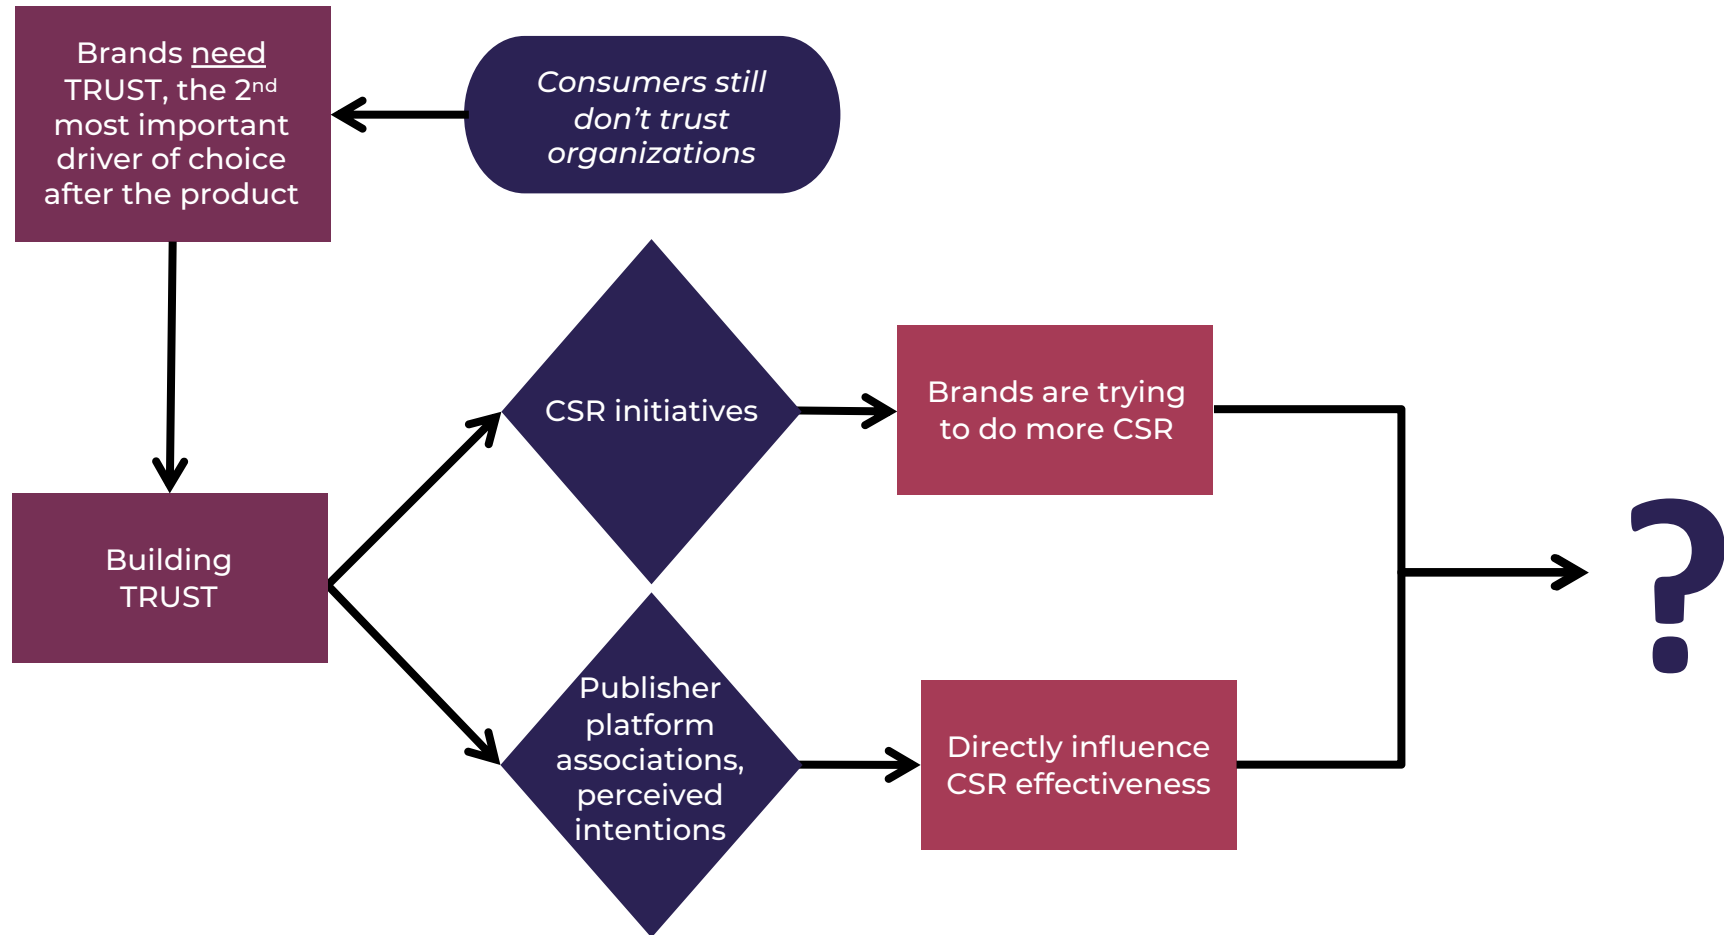 Brands need
TRUST, the 2nd
most important
driver of choice
after the product
Consumers still
don't trust
organizations
CSR initiatives
Brands are trying
to do more CSR
Building
TRUST
Publisher
platform
associations,
perceived
intentions
Directly influence
CSR effectiveness
?